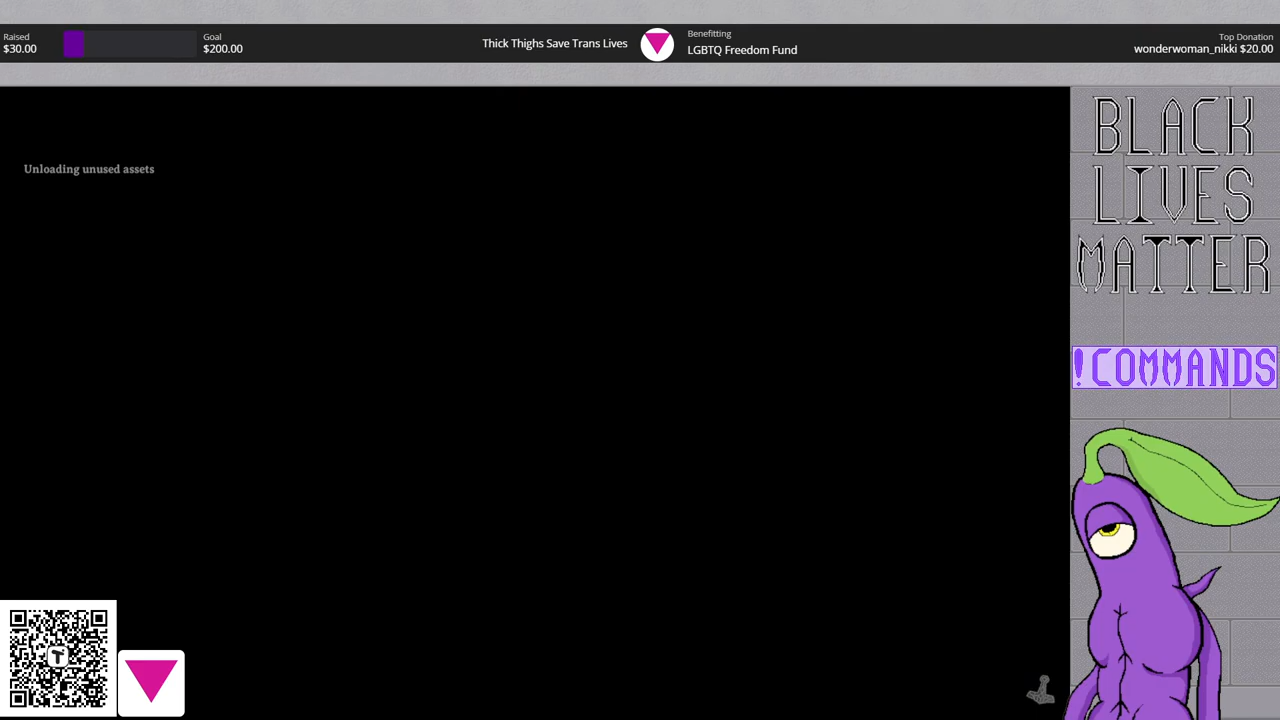 Raised
$30.00
Goal
$200.00
Thick Thighs Save Trans Lives
Benefitting
LGBTQ Freedom Fund
Top Donation
wonderwoman_nikki $20.00
Unloading unused assets
BLACK
LIVES
MATTER
!COMMANDS
T